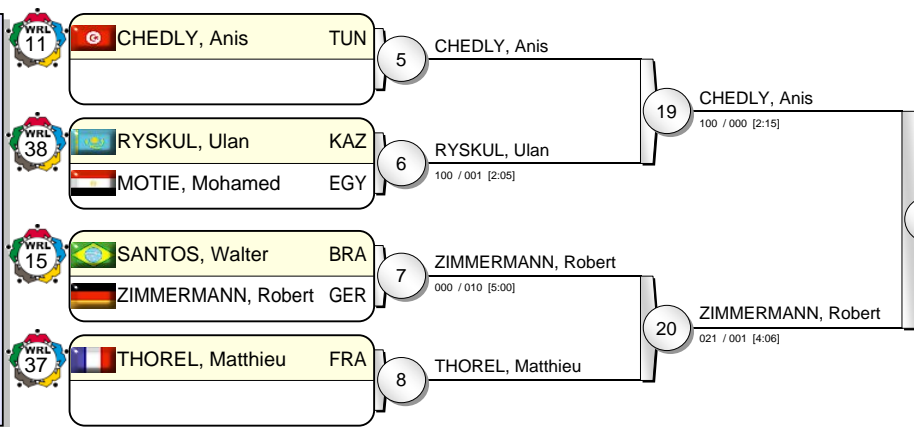 WRL
11
CHEDLY, Anis TUN
5
CHEDLY, Anis
19
CHEDLY, Anis
100 / 000 [2:15]
WRL
38
RYSKUL, Ulan KAZ
MOTIE, Mohamed EGY
6
RYSKUL, Ulan
100 / 001 [2:05]
WRL
15
SANTOS, Walter BRA
ZIMMERMANN, Robert GER
7
ZIMMERMANN, Robert
000 / 010 [5:00]
20
ZIMMERMANN, Robert
021 / 001 [4:06]
WRL
37
THOREL, Matthieu FRA
8
THOREL, Matthieu